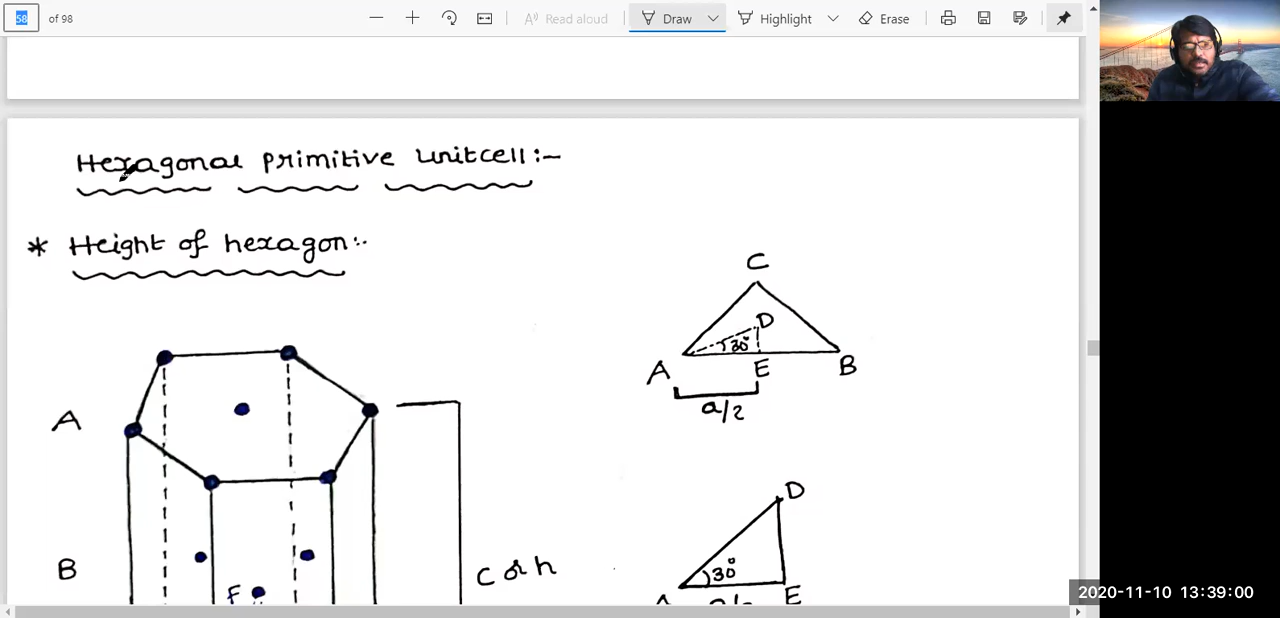 58 of 98
Read aloud
Draw
Highlight
Erase
Hexagonal primitive unitcell:-
* Height of hexagon:-
C
D
30°
A E B
a/2
A
D
B
30°
C or h
F
A a/2 E
2020-11-10 13:39:00